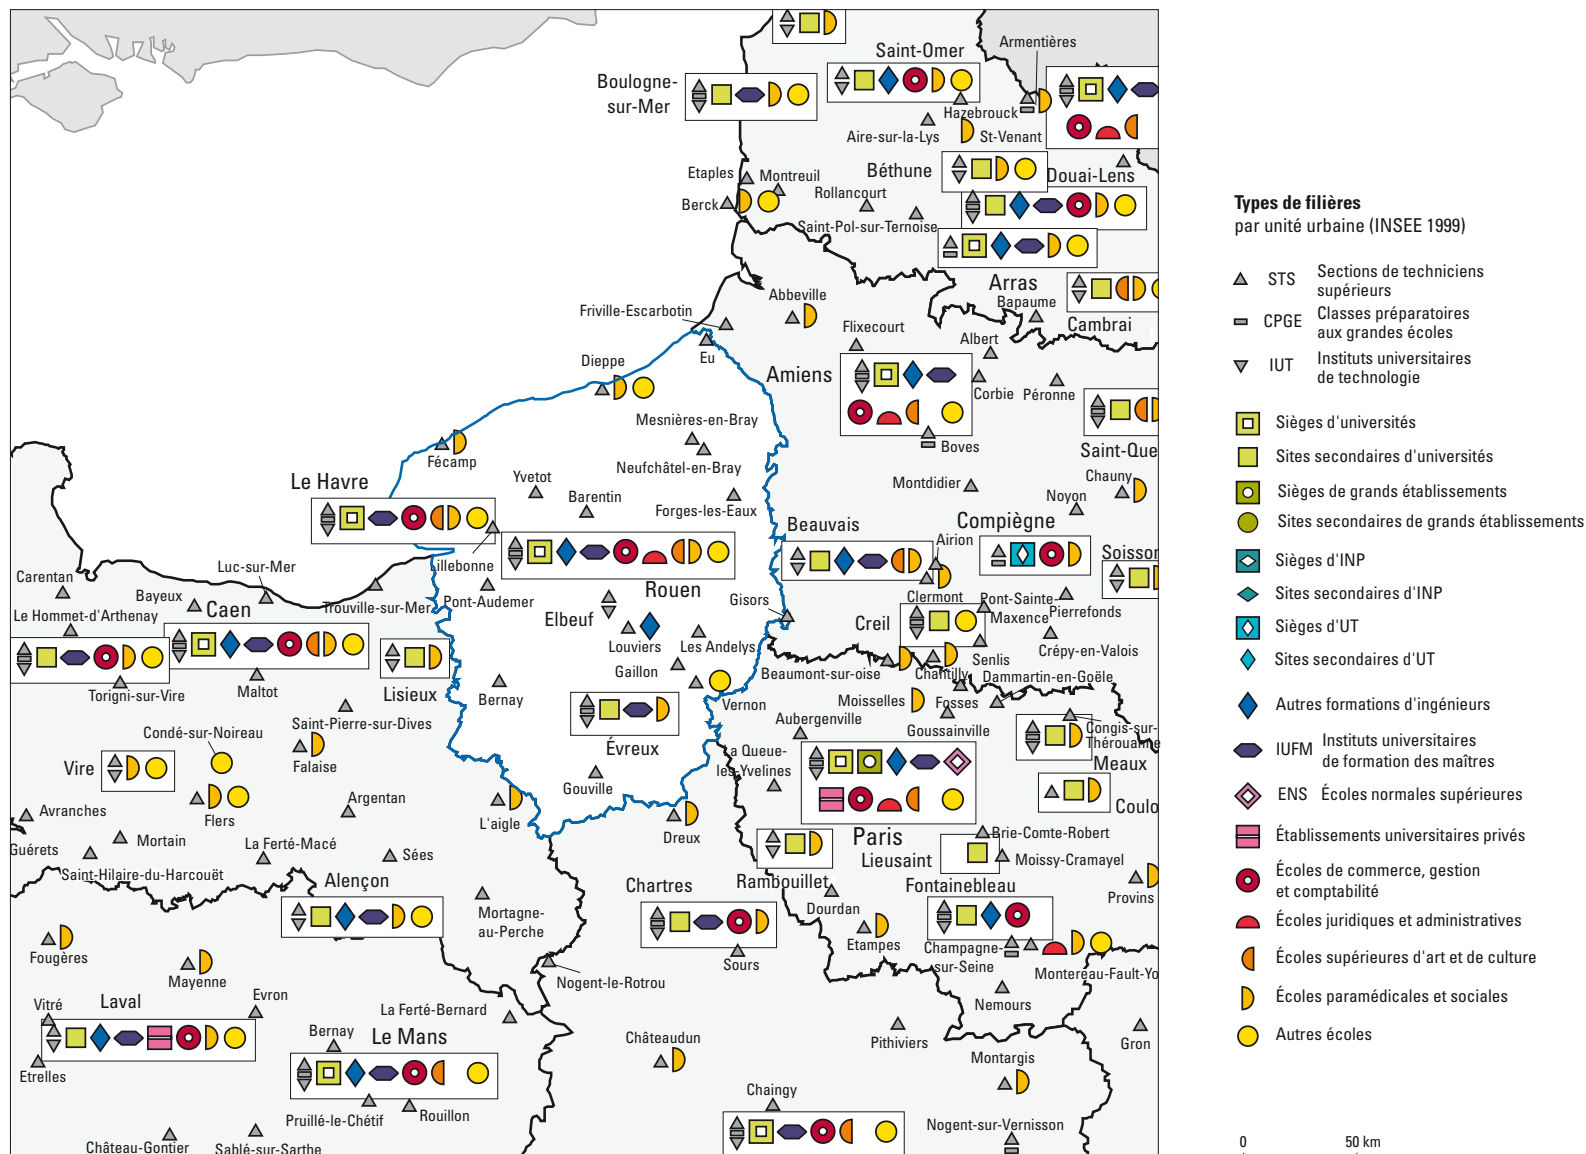 Saint-Omer
Armentières
Boulogne-
sur-Mer
Hazebrouck
Aire-sur-la-Lys
St-Venant
Béthune
Douai-Lens
Etaples
Montreuil
Rollancourt
Berck
Saint-Pol-sur-Ternoise
Arras
Bapaume
Cambrai
Abbeville
Friville-Escarbotin
Flixecourt
Albert
Eu
Dieppe
Amiens
Corbie
Péronne
Mesnières-en-Bray
Boves
Saint-Que
Fécamp
Neufchâtel-en-Bray
Le Havre
Yvetot
Barentin
Montdidier
Chauny
Noyon
Forges-les-Eaux
Beauvais
Compiègne
Airion
Soisson
Lillebonne
Carentan
Luc-sur-Mer
Bayeux
Caen
Trouville-sur-Mer
Pont-Audemer
Rouen
Gisors
Clermont
Pont-Sainte-
Maxence
Pierrefonds
Le Hommet-d'Arthenay
Elbeuf
Creil
Louviers
Les Andelys
Senlis
Crépy-en-Valois
Torigni-sur-Vire
Maltot
Lisieux
Bernay
Gaillon
Beaumont-sur-oise
Chantilly
Dammartin-en-Goële
Saint-Pierre-sur-Dives
Vernon
Moisselles
Fosses
Condé-sur-Noireau
Aubergenville
Goussainville
Congis-sur-
Thérouanne
Vire
Falaise
Évreux
La Queue-
les-Yvelines
Meaux
Gouville
Avranches
Flers
Argentan
L'aigle
Dreux
Coulo
Guérets
Mortain
La Ferté-Macé
Sées
Paris
Brie-Comte-Robert
Lieusaint
Moissy-Cramayel
Saint-Hilaire-du-Harcouët
Alençon
Chartres
Rambouillet
Fontainebleau
Provins
Mortagne-
au-Perche
Dourdan
Etampes
Champagne-
sur-Seine
Fougères
Sours
Montereau-Fault-Yo
Mayenne
Nogent-le-Rotrou
Nemours
Vitré
Laval
Evron
La Ferté-Bernard
Bernay
Le Mans
Châteaudun
Pithiviers
Gron
Etrelles
Montargis
Pruillé-le-Chétif
Rouillon
Chaingy
Nogent-sur-Vernisson
Château-Gontier
Sablé-sur-Sarthe
Types de filières
par unité urbaine (INSEE 1999)
STS Sections de techniciens
supérieurs
CPGE Classes préparatoires
aux grandes écoles
IUT Instituts universitaires
de technologie
Sièges d'universités
Sites secondaires d'universités
Sièges de grands établissements
Sites secondaires de grands établissements
Sièges d'INP
Sites secondaires d'INP
Sièges d'UT
Sites secondaires d'UT
Autres formations d'ingénieurs
IUFM Instituts universitaires
de formation des maîtres
ENS Écoles normales supérieures
Établissements universitaires privés
Écoles de commerce, gestion
et comptabilité
Écoles juridiques et administratives
Écoles supérieures d'art et de culture
Écoles paramédicales et sociales
Autres écoles
0 50 km